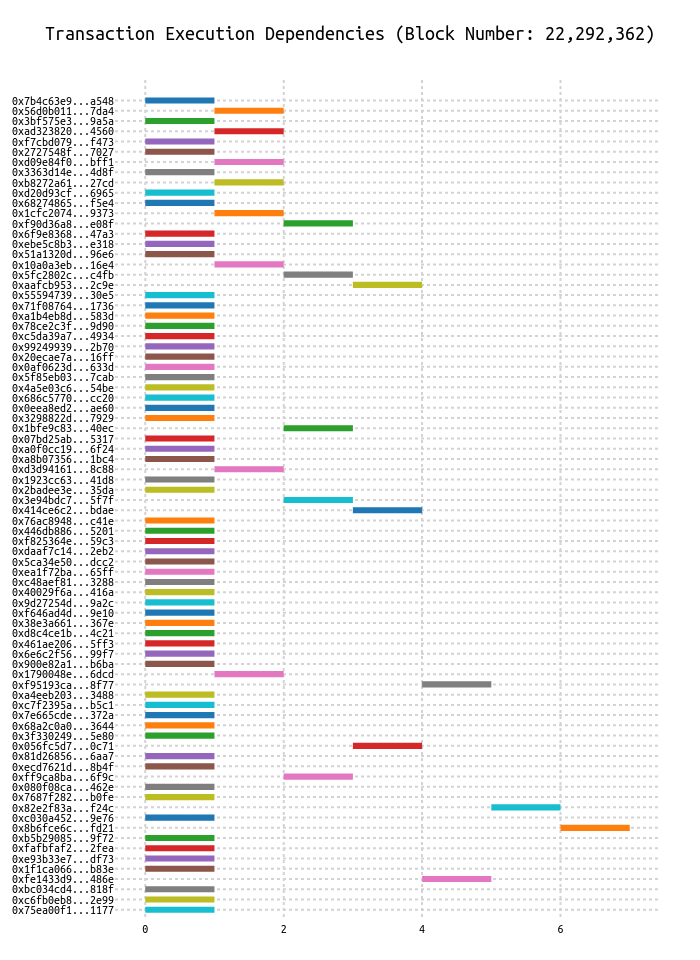 Transaction Execution Dependencies (Block Number: 22,292,362)
0x7b4c63e9...a548
0x56d0b011...7da4
0x3bf575e3...9a5a
0xad323820...4560
0xf7cbd079...f473
0x2727548f...7027
0xd09e84f0...bff1
0x3363d14e...4d8f
0xb8272a61...27cd
0xd20d93cf...6965
0x68274865...f5e4
0x1cfc2074...9373
0xf90d36a8...e08f
0x6f9e8368...47a3
0xebe5c8b3...e318
0x51a1320d...96e6
0x10a0a3eb...16e4
0x5fc2802c...c4fb
0xaafcb953...2c9e
0x55594739...30e5
0x71f08764...1736
0xa1b4eb8d...583d
0x78ce2c3f...9d90
0xc5da39a7...4934
0x99249939...2b70
0x20ecae7a...16ff
0x0af0623d...633d
0x5f85eb03...7cab
0x4a5e03c6...54be
0x686c5770...cc20
0x0eea8ed2...ae60
0x3298822d...7929
0x1bfe9c83...40ec
0x07bd25ab...5317
0xa0f0cc19...6f24
0xa8b07356...1bc4
0xd3d94161...8c88
0x1923cc63...41d8
0x2badee3e...35da
0x3e94bdc7...5f7f
0x414ce6c2...bdae
0x76ac8948...c41e
0x446db886...5201
0xf825364e...59c3
0xdaaf7c14...2eb2
0x5ca34e50...dcc2
0xea1f72ba...65ff
0xc48aef81...3288
0x40029f6a...416a
0x9d27254d...9a2c
0xf646ad4d...9e10
0x38e3a661...367e
0xd8c4ce1b...4c21
0x461ae206...5ff3
0x6e6c2f56...99f7
0x900e82a1...b6ba
0x1790048e...6dcd
0xf95193ca...8f77
0xa4eeb203...3488
0xc7f2395a...b5c1
0x7e665cde...372a
0x68a2c0a0...3644
0x3f330249...5e80
0x056fc5d7...0c71
0x81d26856...6aa7
0xecd7621d...8b4f
0xff9ca8ba...6f9c
0x080f08ca...462e
0x7687f282...b0fe
0x82e2f83a...f24c
0xc030a452...9e76
0x8b6fce6c...fd21
0xb5b29085...9f72
0xfafbfaf2...2fea
0xe93b33e7...df73
0x1f1ca066...b83e
0xfe1433d9...486e
0xbc034cd4...818f
0xc6fb0eb8...2e99
0x75ea00f1...1177
0 2 4 6